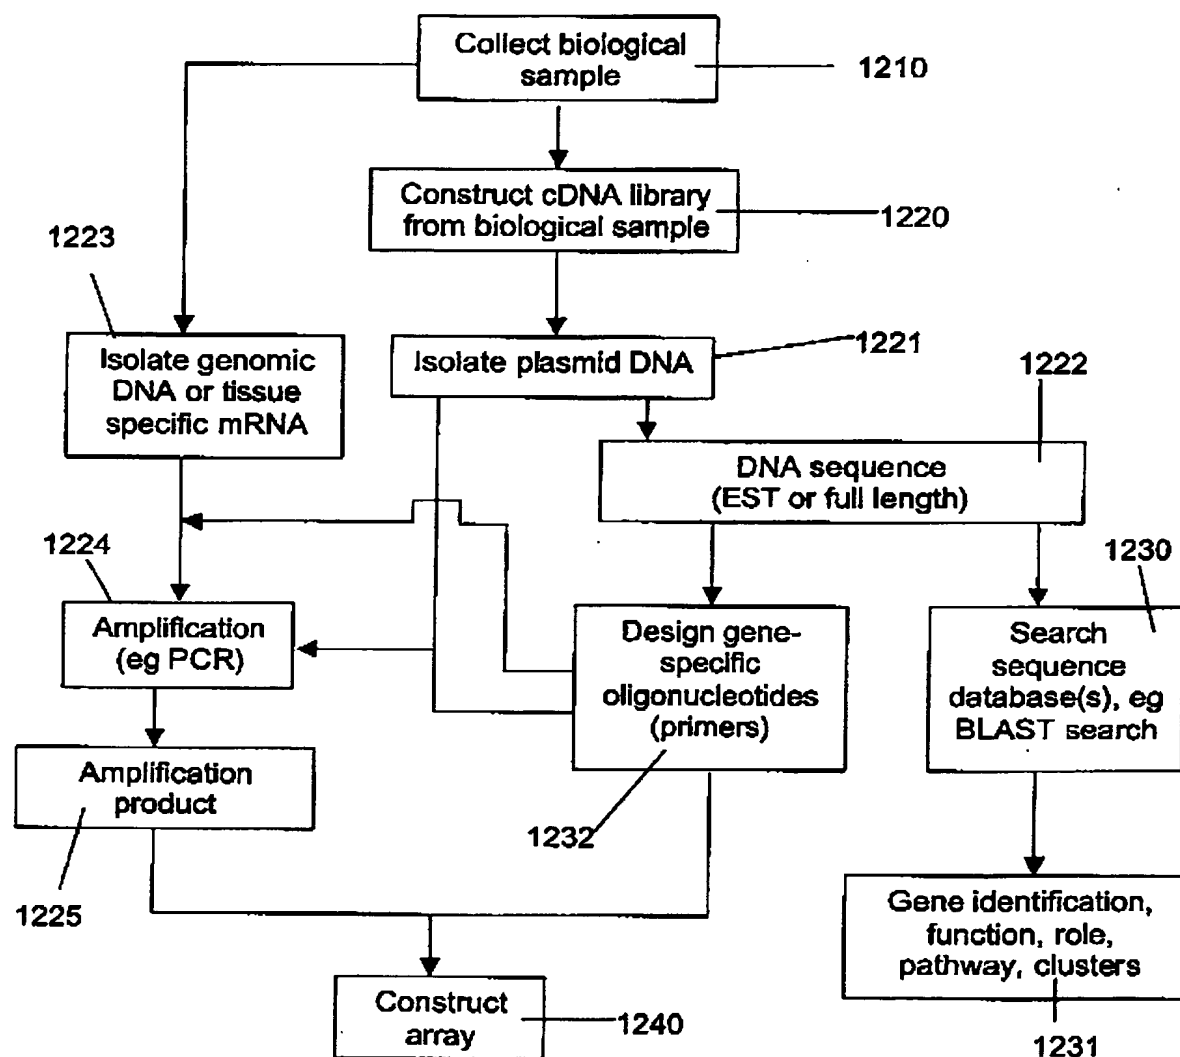 Collect biological
sample
1210
Construct cDNA library
from biological sample
1220
1223
Isolate genomic
DNA or tissue
specific mRNA
Isolate plasmid DNA
1221
1222
DNA sequence
(EST or full length)
1224
Amplification
(eg PCR)
Design gene-
specific
oligonucleotides
(primers)
1230
Search
sequence
database(s), eg
BLAST search
Amplification
product
1232
1225
Gene identification,
function, role,
pathway, clusters
Construct
array
1240
1231